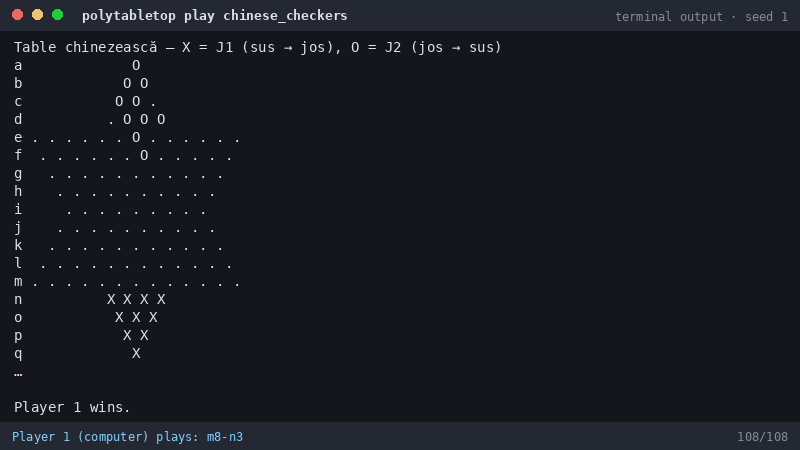 polytabletop play chinese_checkers
terminal output · seed 1
Table chinezească — X = J1 (sus → jos), O = J2 (jos → sus)
a             O
b            O O
c           O O .
d          . O O O
e . . . . . . O . . . . . .
f  . . . . . . O . . . . .
g   . . . . . . . . . . .
h    . . . . . . . . . .
i     . . . . . . . . .
j    . . . . . . . . . .
k   . . . . . . . . . . .
l  . . . . . . . . . . . .
m . . . . . . . . . . . . .
n          X X X X
o           X X X
p            X X
q             X
…
Player 1 wins.
Player 1 (computer) plays: m8-n3
108/108